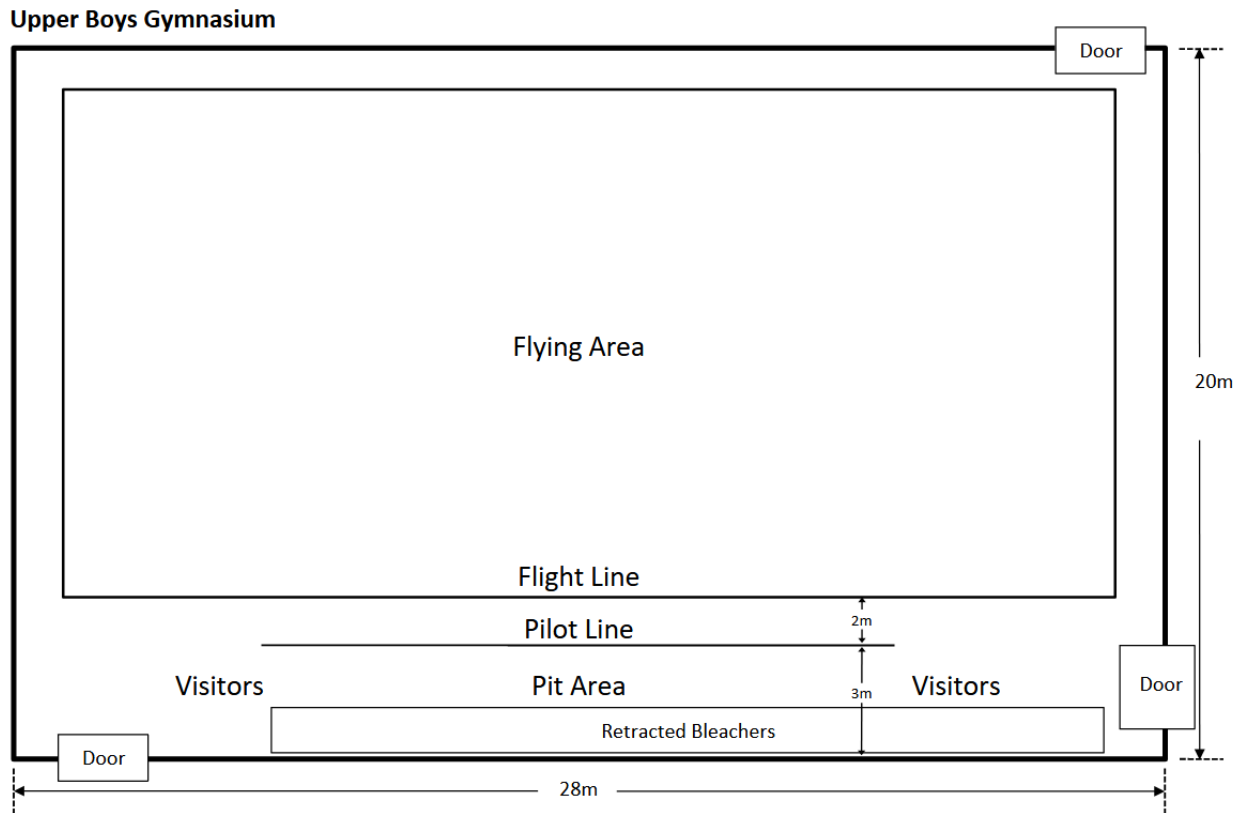 Upper Boys Gymnasium
Door
Flying Area
20m
Flight Line
2m
Pilot Line
Visitors
Pit Area
3m
Visitors
Door
Retracted Bleachers
Door
28m